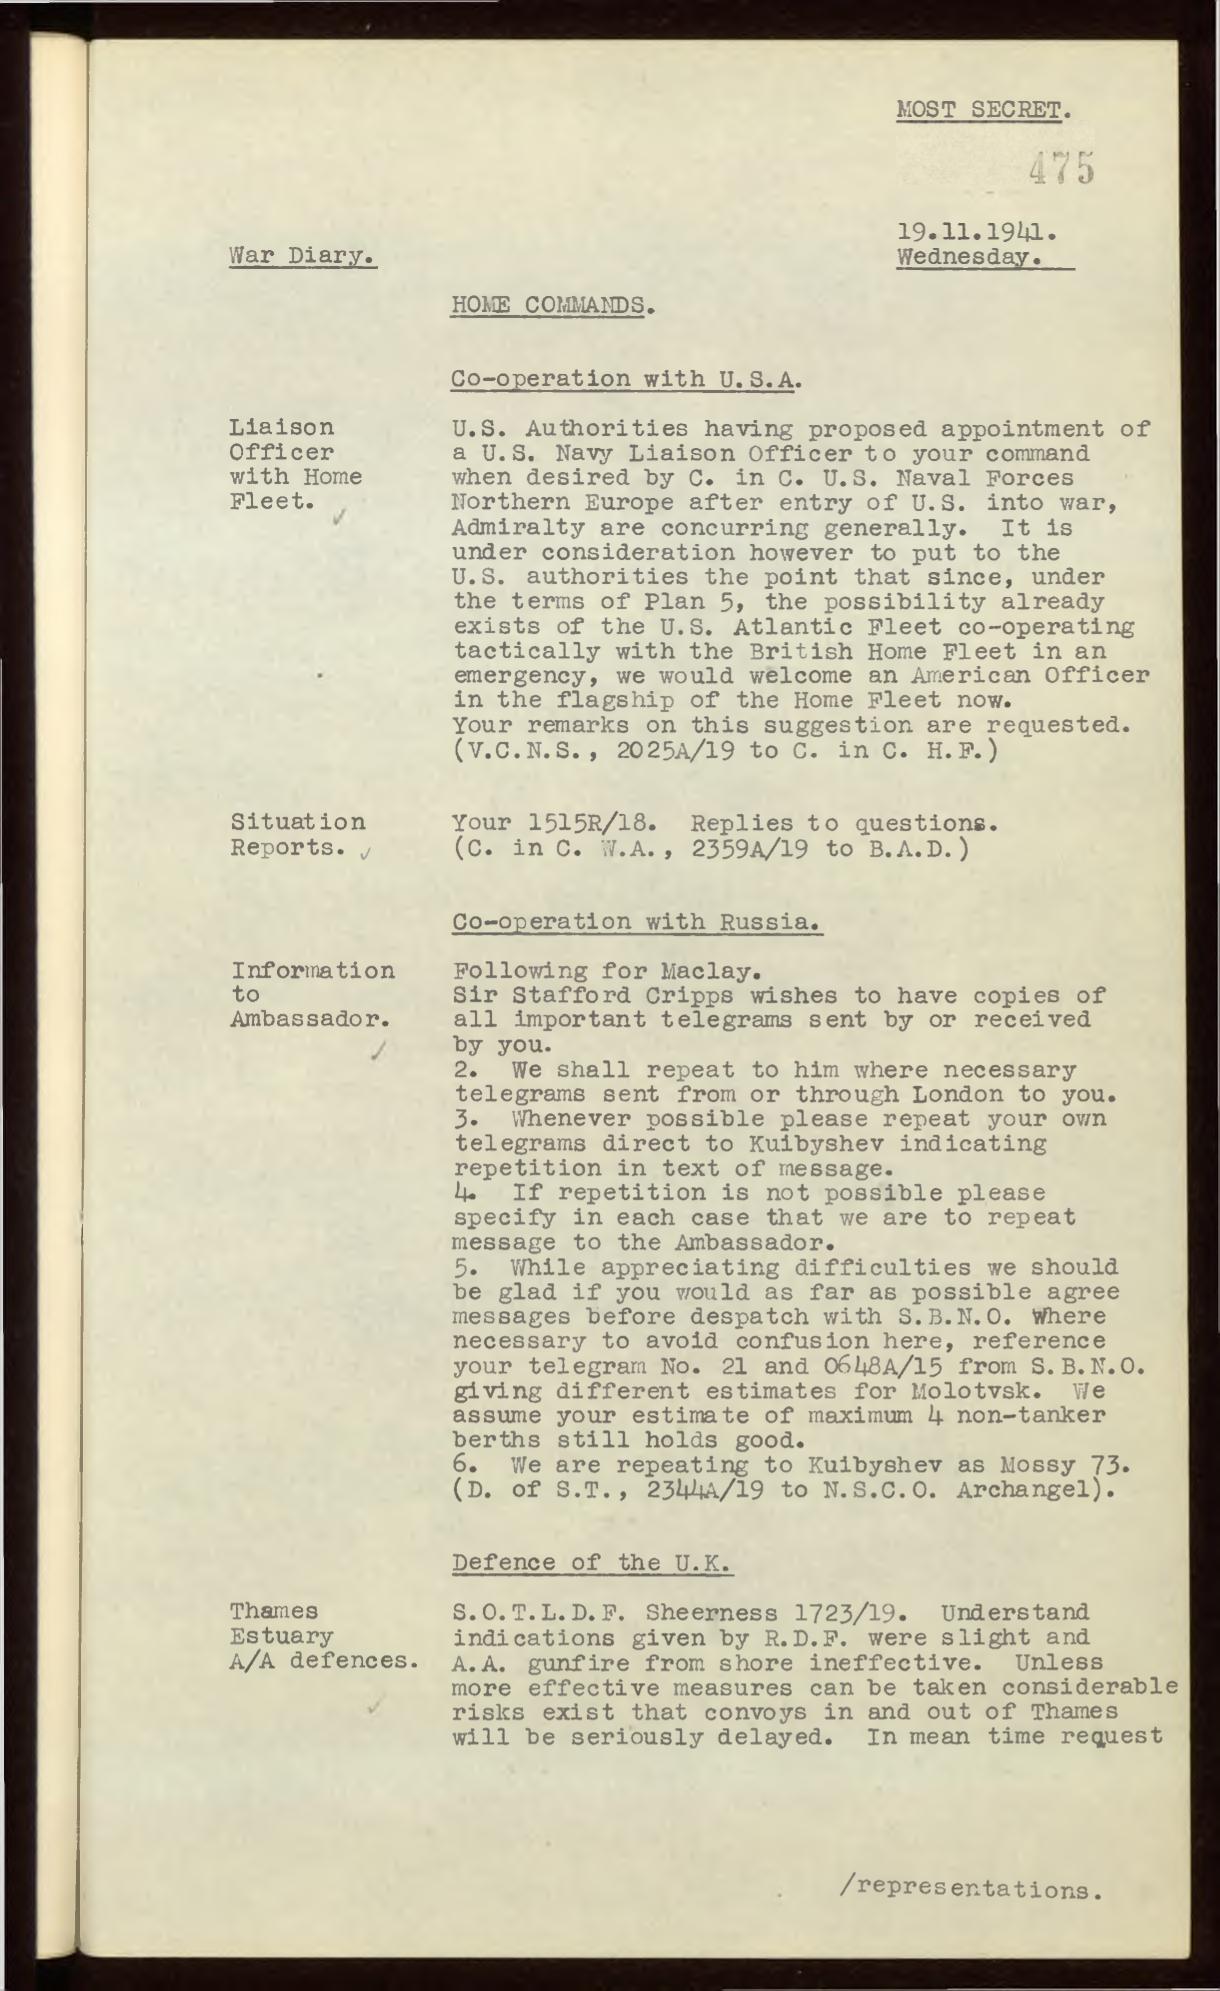 MOST SECRET.
475
19.11.1941.
War Diary.
Wednesday.
HOME COMMANDS.
Co-operation with U.S.A.
Liaison
Officer
with Home
Fleet.
U.S. Authorities having proposed appointment of
a U.S. Navy Liaison Officer to your command
when desired by C. in C. U.S. Naval Forces
Northern Europe after entry of U.S. into war,
Admiralty are concurring generally. It is
under consideration however to put to the
U.S. authorities the point that since, under
the terms of Plan 5, the possibility already
exists of the U.S. Atlantic Fleet co-operating
tactically with the British Home Fleet in an
emergency, we would welcome an American Officer
in the flagship of the Home Fleet now.
Your remarks on this suggestion are requested.
(V.C.N.S., 2025A/19 to C. in C. H.F.)
Situation
Reports.
Your 1515R/18. Replies to questions.
(C. in C. W.A., 2359A/19 to B.A.D.)
Co-operation with Russia.
Information
to
Ambassador.
Following for Maclay.
Sir Stafford Cripps wishes to have copies of
all important telegrams sent by or received
by you.
2. We shall repeat to him where necessary
telegrams sent from or through London to you.
3. Whenever possible please repeat your own
telegrams direct to Kuibyshev indicating
repetition in text of message.
4. If repetition is not possible please
specify in each case that we are to repeat
message to the Ambassador.
5. While appreciating difficulties we should
be glad if you would as far as possible agree
messages before despatch with S.B.N.O. Where
necessary to avoid confusion here, reference
your telegram No. 21 and 0648A/15 from S.B.N.O.
giving different estimates for Molotvsk. We
assume your estimate of maximum 4 non-tanker
berths still holds good.
6. We are repeating to Kuibyshev as Mossy 73.
(D. of S.T., 2344A/19 to N.S.C.O. Archangel).
Defence of the U.K.
Thames
Estuary
A/A defences.
S.O.T.L.D.F. Sheerness 1723/19. Understand
indications given by R.D.F. were slight and
A.A. gunfire from shore ineffective. Unless
more effective measures can be taken considerable
risks exist that convoys in and out of Thames
will be seriously delayed. In mean time request
/representations.